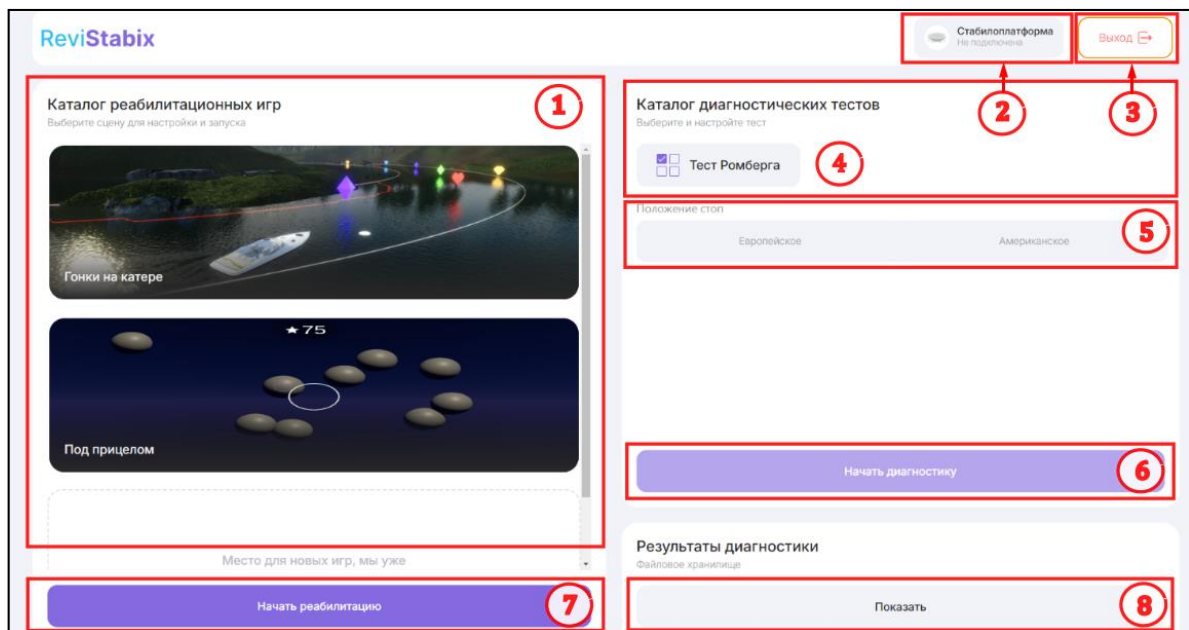 ReviStabix
Стабилоплатформа
Не подключена
Выход
2
3
Каталог реабилитационных игр
Выберите сцену для настройки и запуска
1
Гонки на катере
75
Под прицелом
Место для новых игр, мы уже
Начать реабилитацию
7
Каталог диагностических тестов
Выберите и настройте тест
Тест Ромберга
4
Положение стоп
Европейское
Американское
5
Начать диагностику
6
Результаты диагностики
Файловое хранилище
Показать
8